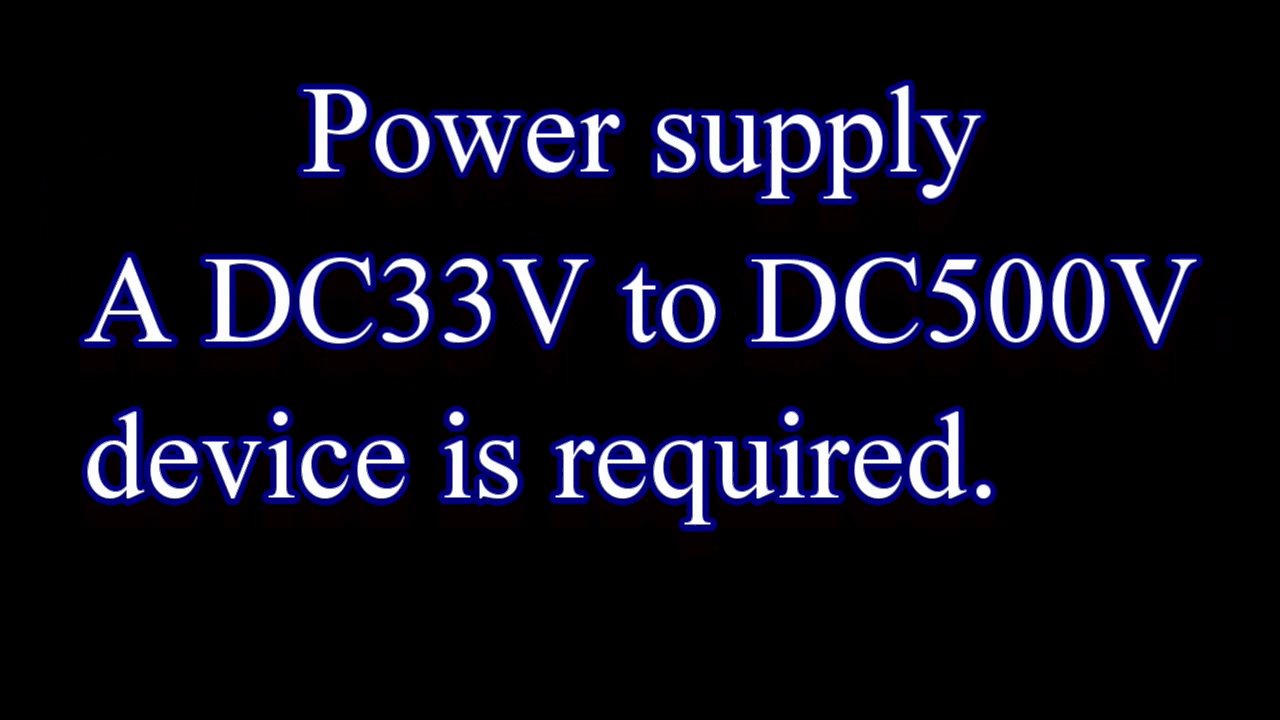 Power supply
A DC33V to DC500V
device is required.